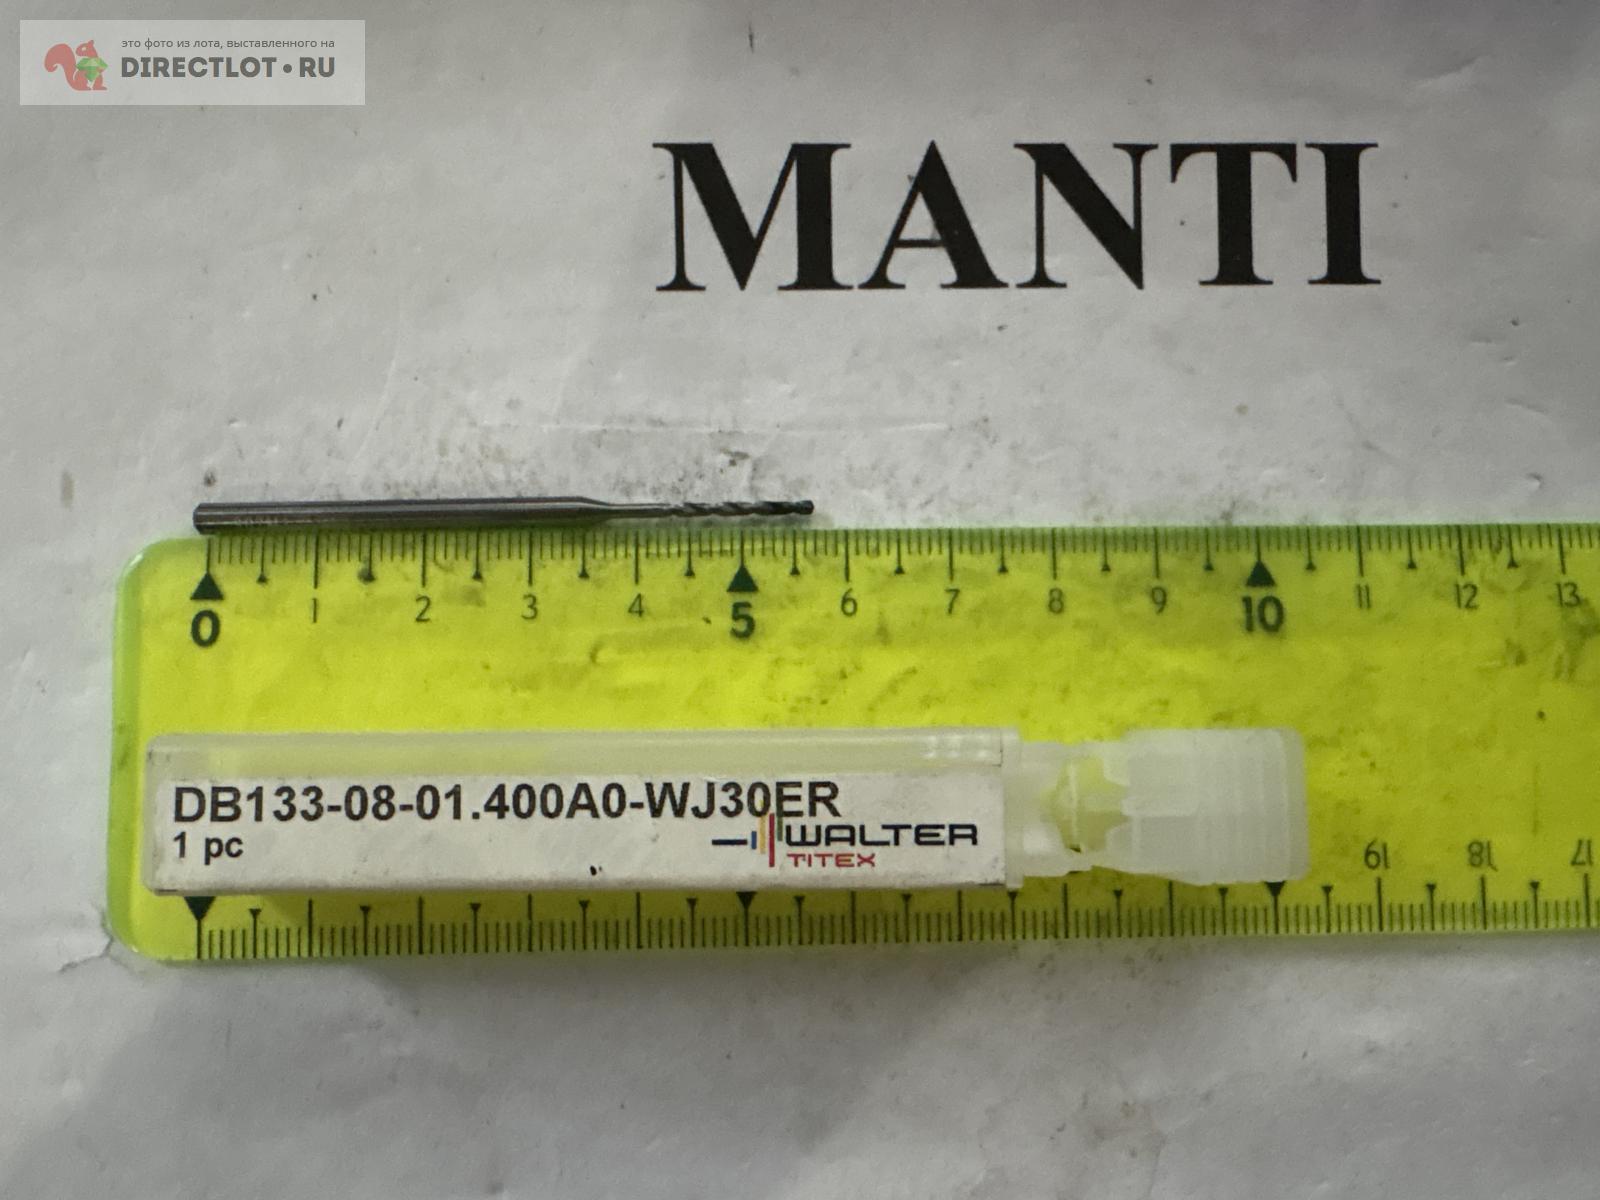 это фото из лота, выставленного на
DIRECTLOT•RU
MANTI
0 1 2 3 4 5 6 7 8 9 10 11 12 13
DB133-08-01.400A0-WJ30ER
1 pc
WALTER
TITEX
19 18 17